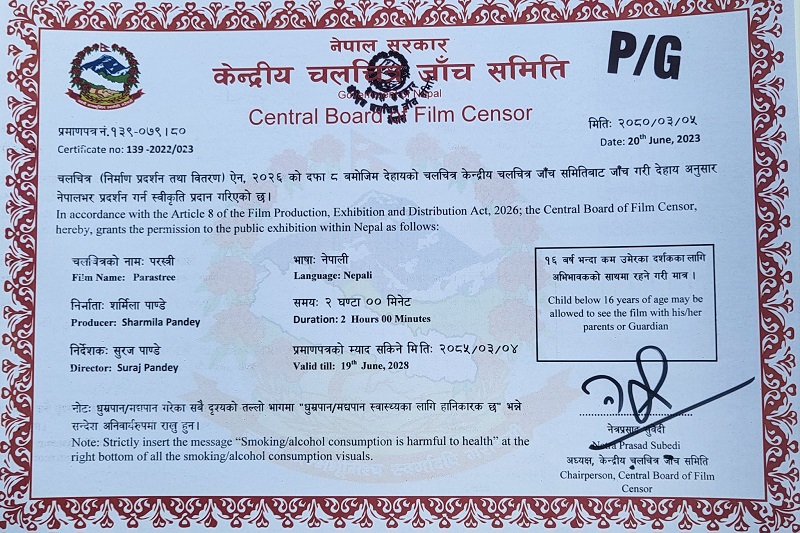 नेपाल सरकार
P/G
केन्द्रीय चलचित्र जाँच समिति
Government of Nepal
Central Board of Film Censor
प्रमाणपत्र नं. १३९-०७९।८०
मितिः २०८०/०३/०५
Certificate no: 139 -2022/023
Date: 20th June, 2023
चलचित्र (निर्माण प्रदर्शन तथा वितरण) ऐन, २०२६ को दफा ८ बमोजिम देहायको चलचित्र केन्द्रीय चलचित्र जाँच समितिबाट जाँच गरी देहाय अनुसार
नेपालभर प्रदर्शन गर्न स्वीकृति प्रदान गरिएको छ।
In accordance with the Article 8 of the Film Production, Exhibition and Distribution Act, 2026; the Central Board of Film Censor,
hereby, grants the permission to the public exhibition within Nepal as follows:
चलचित्रको नामः परस्त्री
भाषाः नेपाली
Film Name: Parastree
Language: Nepali
निर्माताः शर्मिला पाण्डे
समयः २ घण्टा ०० मिनेट
Producer: Sharmila Pandey
Duration: 2 Hours 00 Minutes
निर्देशकः सुरज पाण्डे
प्रमाणपत्रको म्याद सकिने मितिः २०८५/०३/०४
Director: Suraj Pandey
Valid till: 19th June, 2028
१६ बर्ष भन्दा कम उमेरका दर्शकका लागि
अभिभावकको साथमा रहने गरी मात्र ।
Child below 16 years of age may be
allowed to see the film with his/her
parents or Guardian
नोटः धुम्रपान/मद्यपान गरेका सबै दृश्यको तल्लो भागमा "धुम्रपान/मद्यपान स्वास्थ्यका लागि हानिकारक छ" भन्ने
सन्देश अनिवार्यरुपमा राख्नु हुन।
Note: Strictly insert the message “Smoking/alcohol consumption is harmful to health” at the
right bottom of all the smoking/alcohol consumption visuals.
नेत्रप्रसाद सुवेदी
Netra Prasad Subedi
अध्यक्ष, केन्द्रीय चलचित्र जाँच समिति
Chairperson, Central Board of Film
Censor